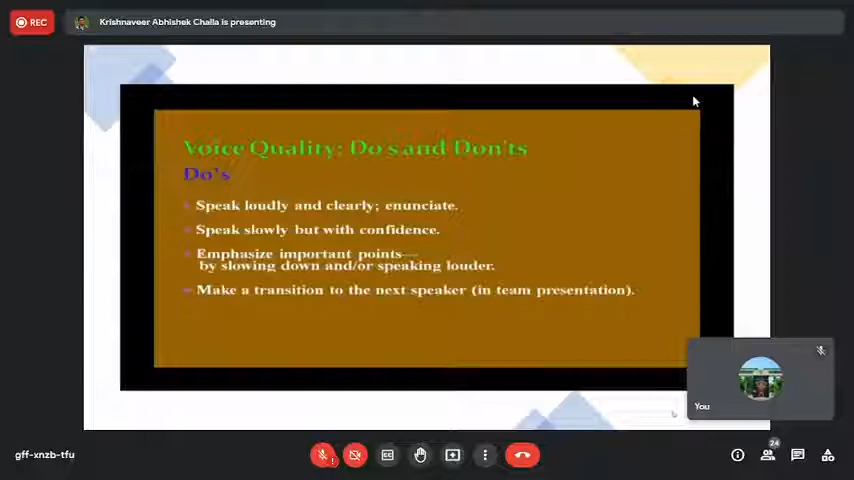 REC
Krishnaveer Abhishek Challa is presenting
Voice Quality: Do's and Don'ts
Do's
Speak loudly and clearly; enunciate.
Speak slowly but with confidence.
Emphasize important points—
by slowing down and/or speaking louder.
Make a transition to the next speaker (in team presentation).
You
gff-xnzb-tfu
24